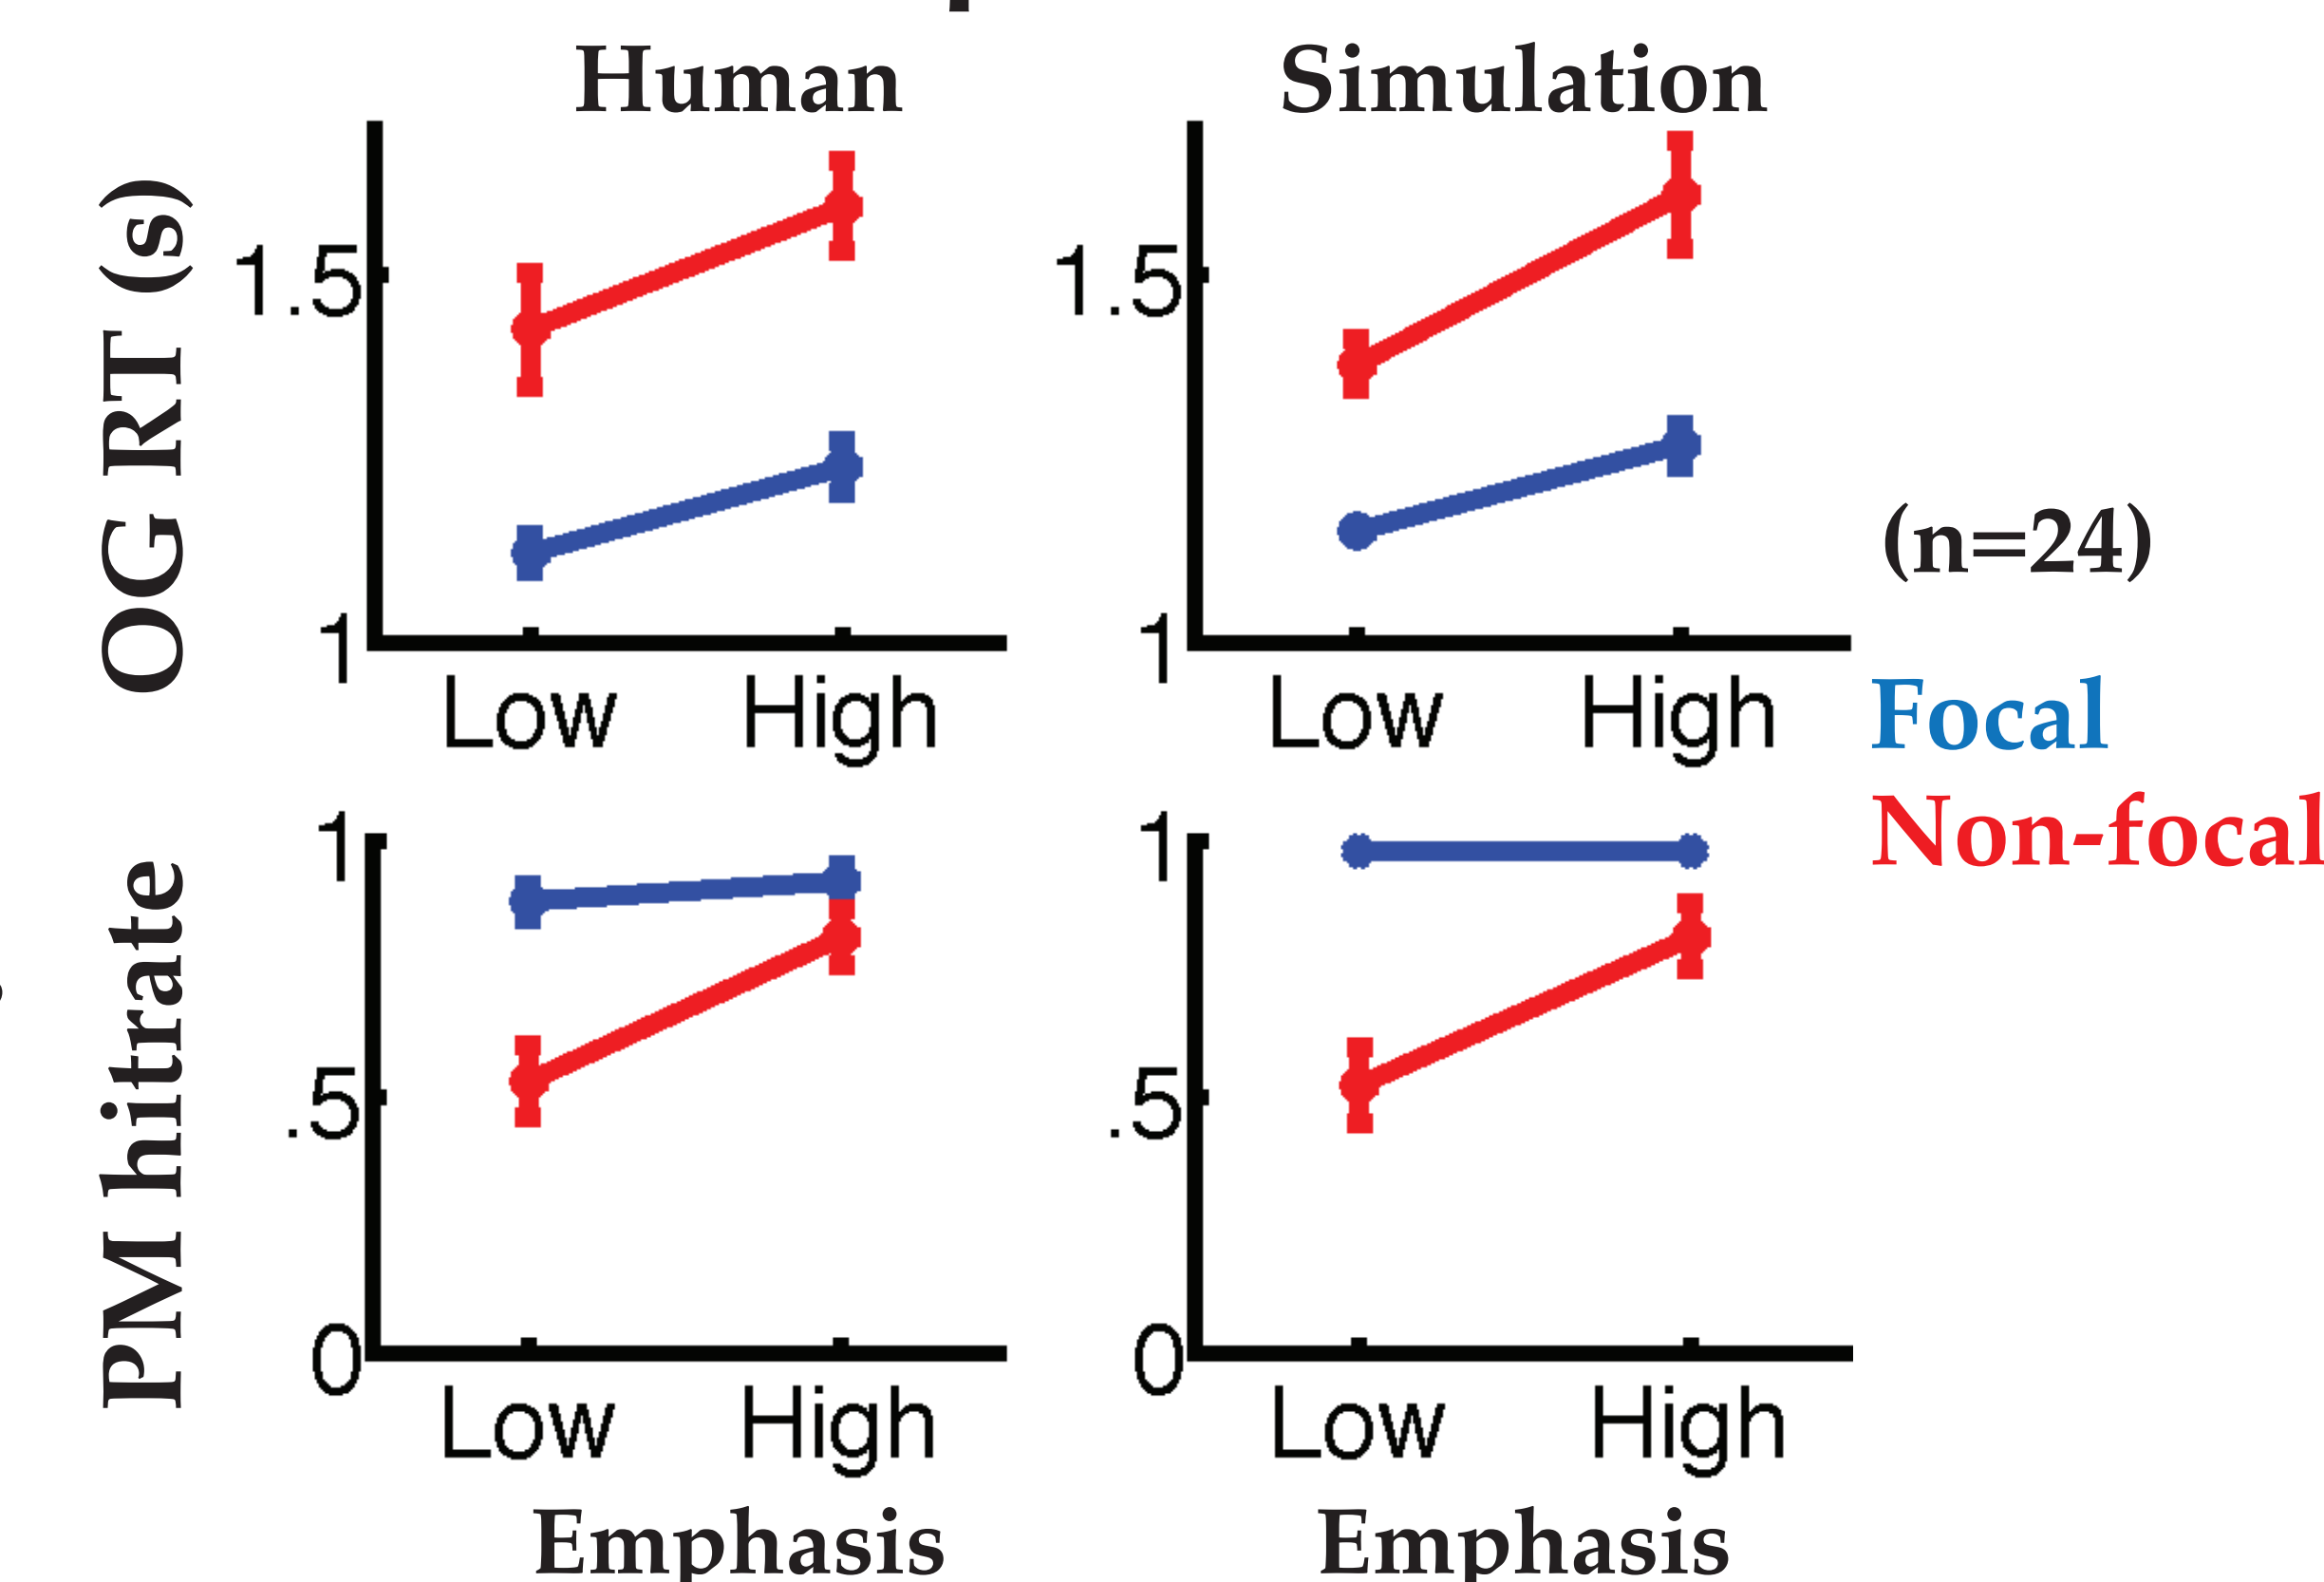 Human
Simulation
OG RT (s)
1.5
1
Low High
1.5
1
Low High
(n=24)
Focal
Non-focal
PM hitrate
1
.5
0
Low High
Emphasis
1
.5
0
Low High
Emphasis